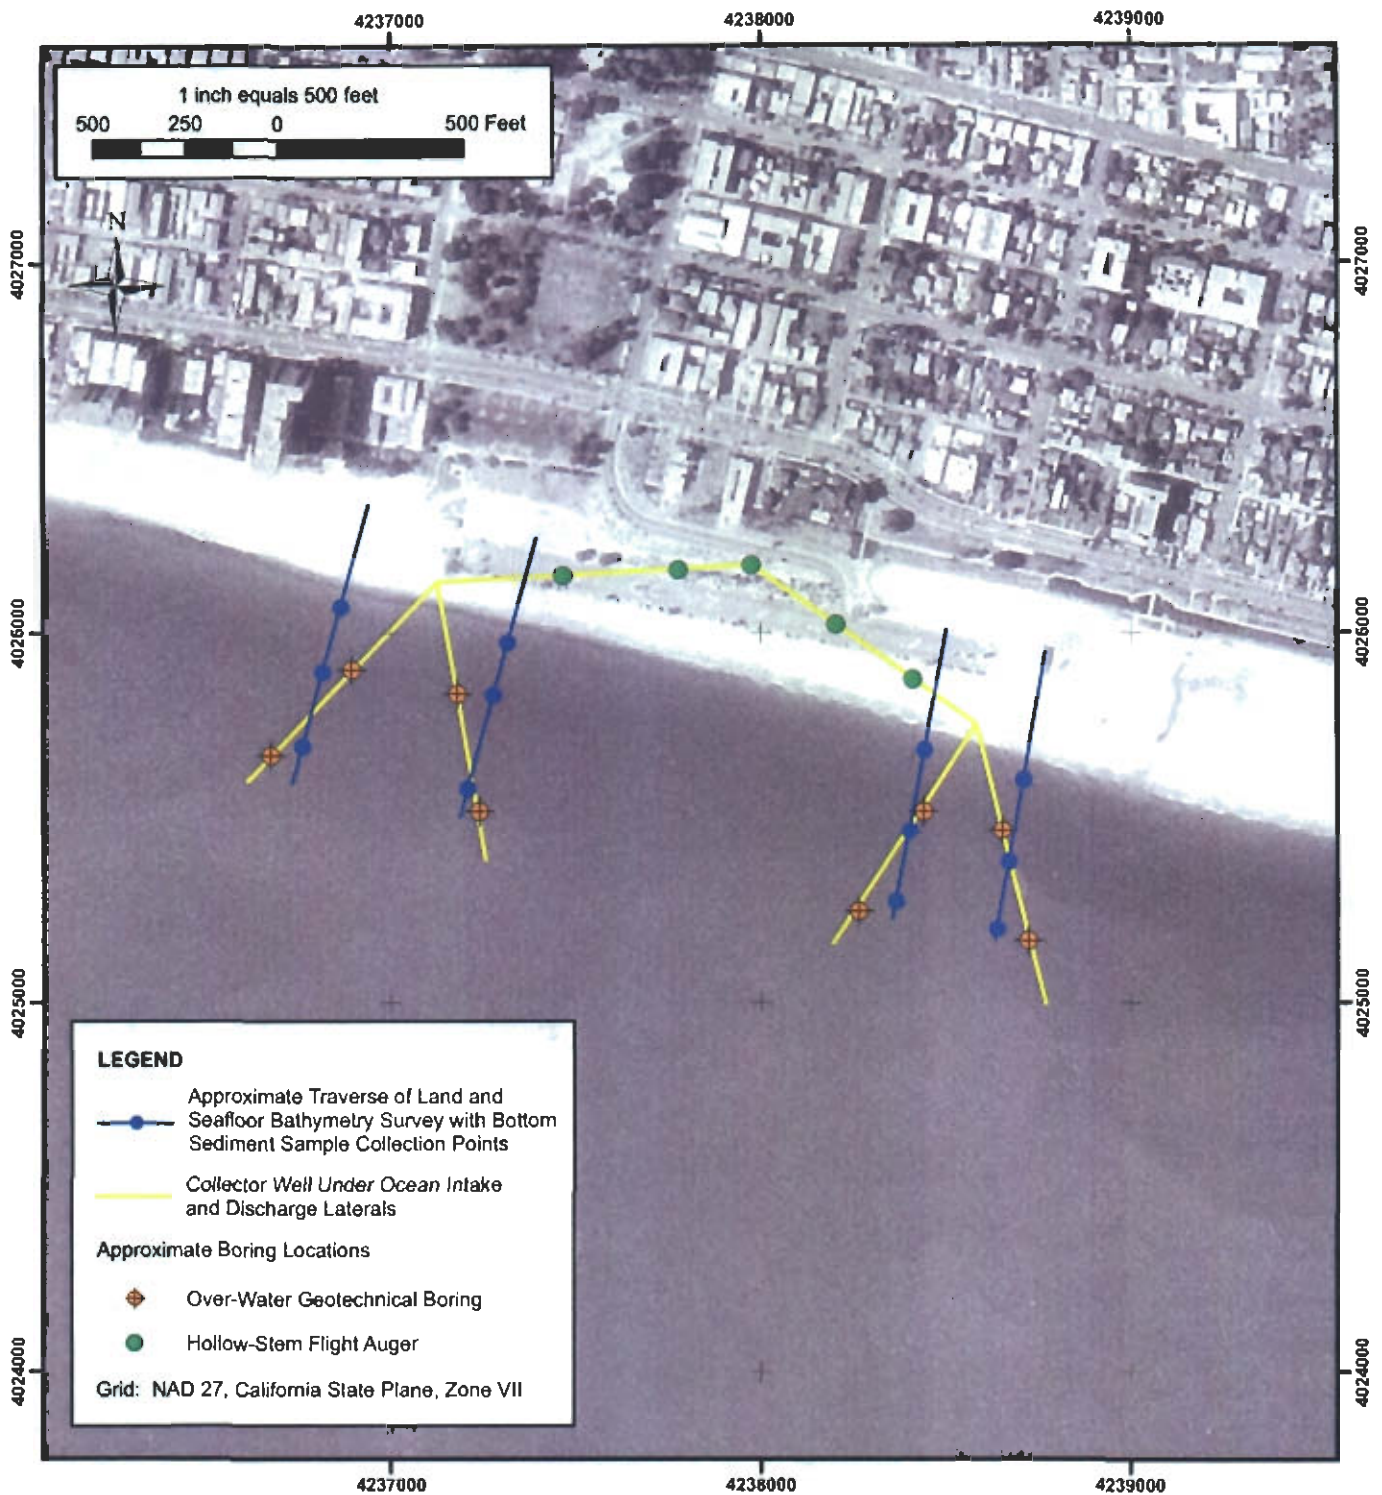 4237000 4238000 4239000
1 inch equals 500 feet
500 250 0 500 Feet
N
4027000 4027000
4026000 4026000
4025000 4025000
LEGEND
Approximate Traverse of Land and
Seafloor Bathymetry Survey with Bottom
Sediment Sample Collection Points
Collector Well Under Ocean Intake
and Discharge Laterals
Approximate Boring Locations
Over-Water Geotechnical Boring
Hollow-Stem Flight Auger
4024000 4024000
Grid: NAD 27, California State Plane, Zone VII
4237000 4238000 4239000